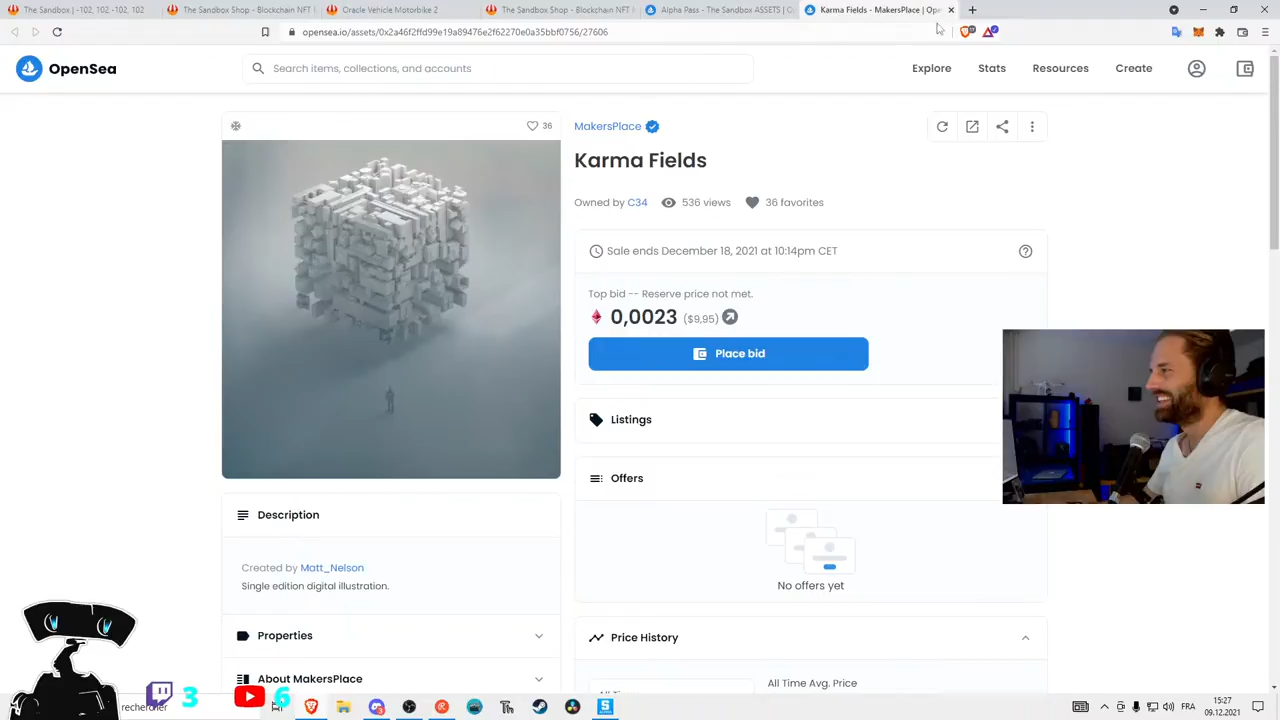 The Sandbox | -102, 102:-102, 102
The Sandbox Shop - Blockchain NFT
Oracle Vehicle Motorbike 2
The Sandbox Shop - Blockchain NFT
Alpha Pass - The Sandbox ASSETS |
Karma Fields - MakersPlace | Ope
opensea.io/assets/0x2a46f2ffd99e19a89476e2f62270e0a35bbf0756/27606
OpenSea
Search items, collections, and accounts
Explore
Stats
Resources
Create
36
MakersPlace
Karma Fields
Owned by C34
536 views
36 favorites
Sale ends December 18, 2021 at 10:14pm CET
Top bid -- Reserve price not met.
0,0023 ($9,95)
Place bid
Listings
Offers
No offers yet
Description
Created by Matt_Nelson
Single edition digital illustration.
Properties
About MakersPlace
Price History
All Time Avg. Price
3
6
rechercher
FRA
15:27
09.12.2021